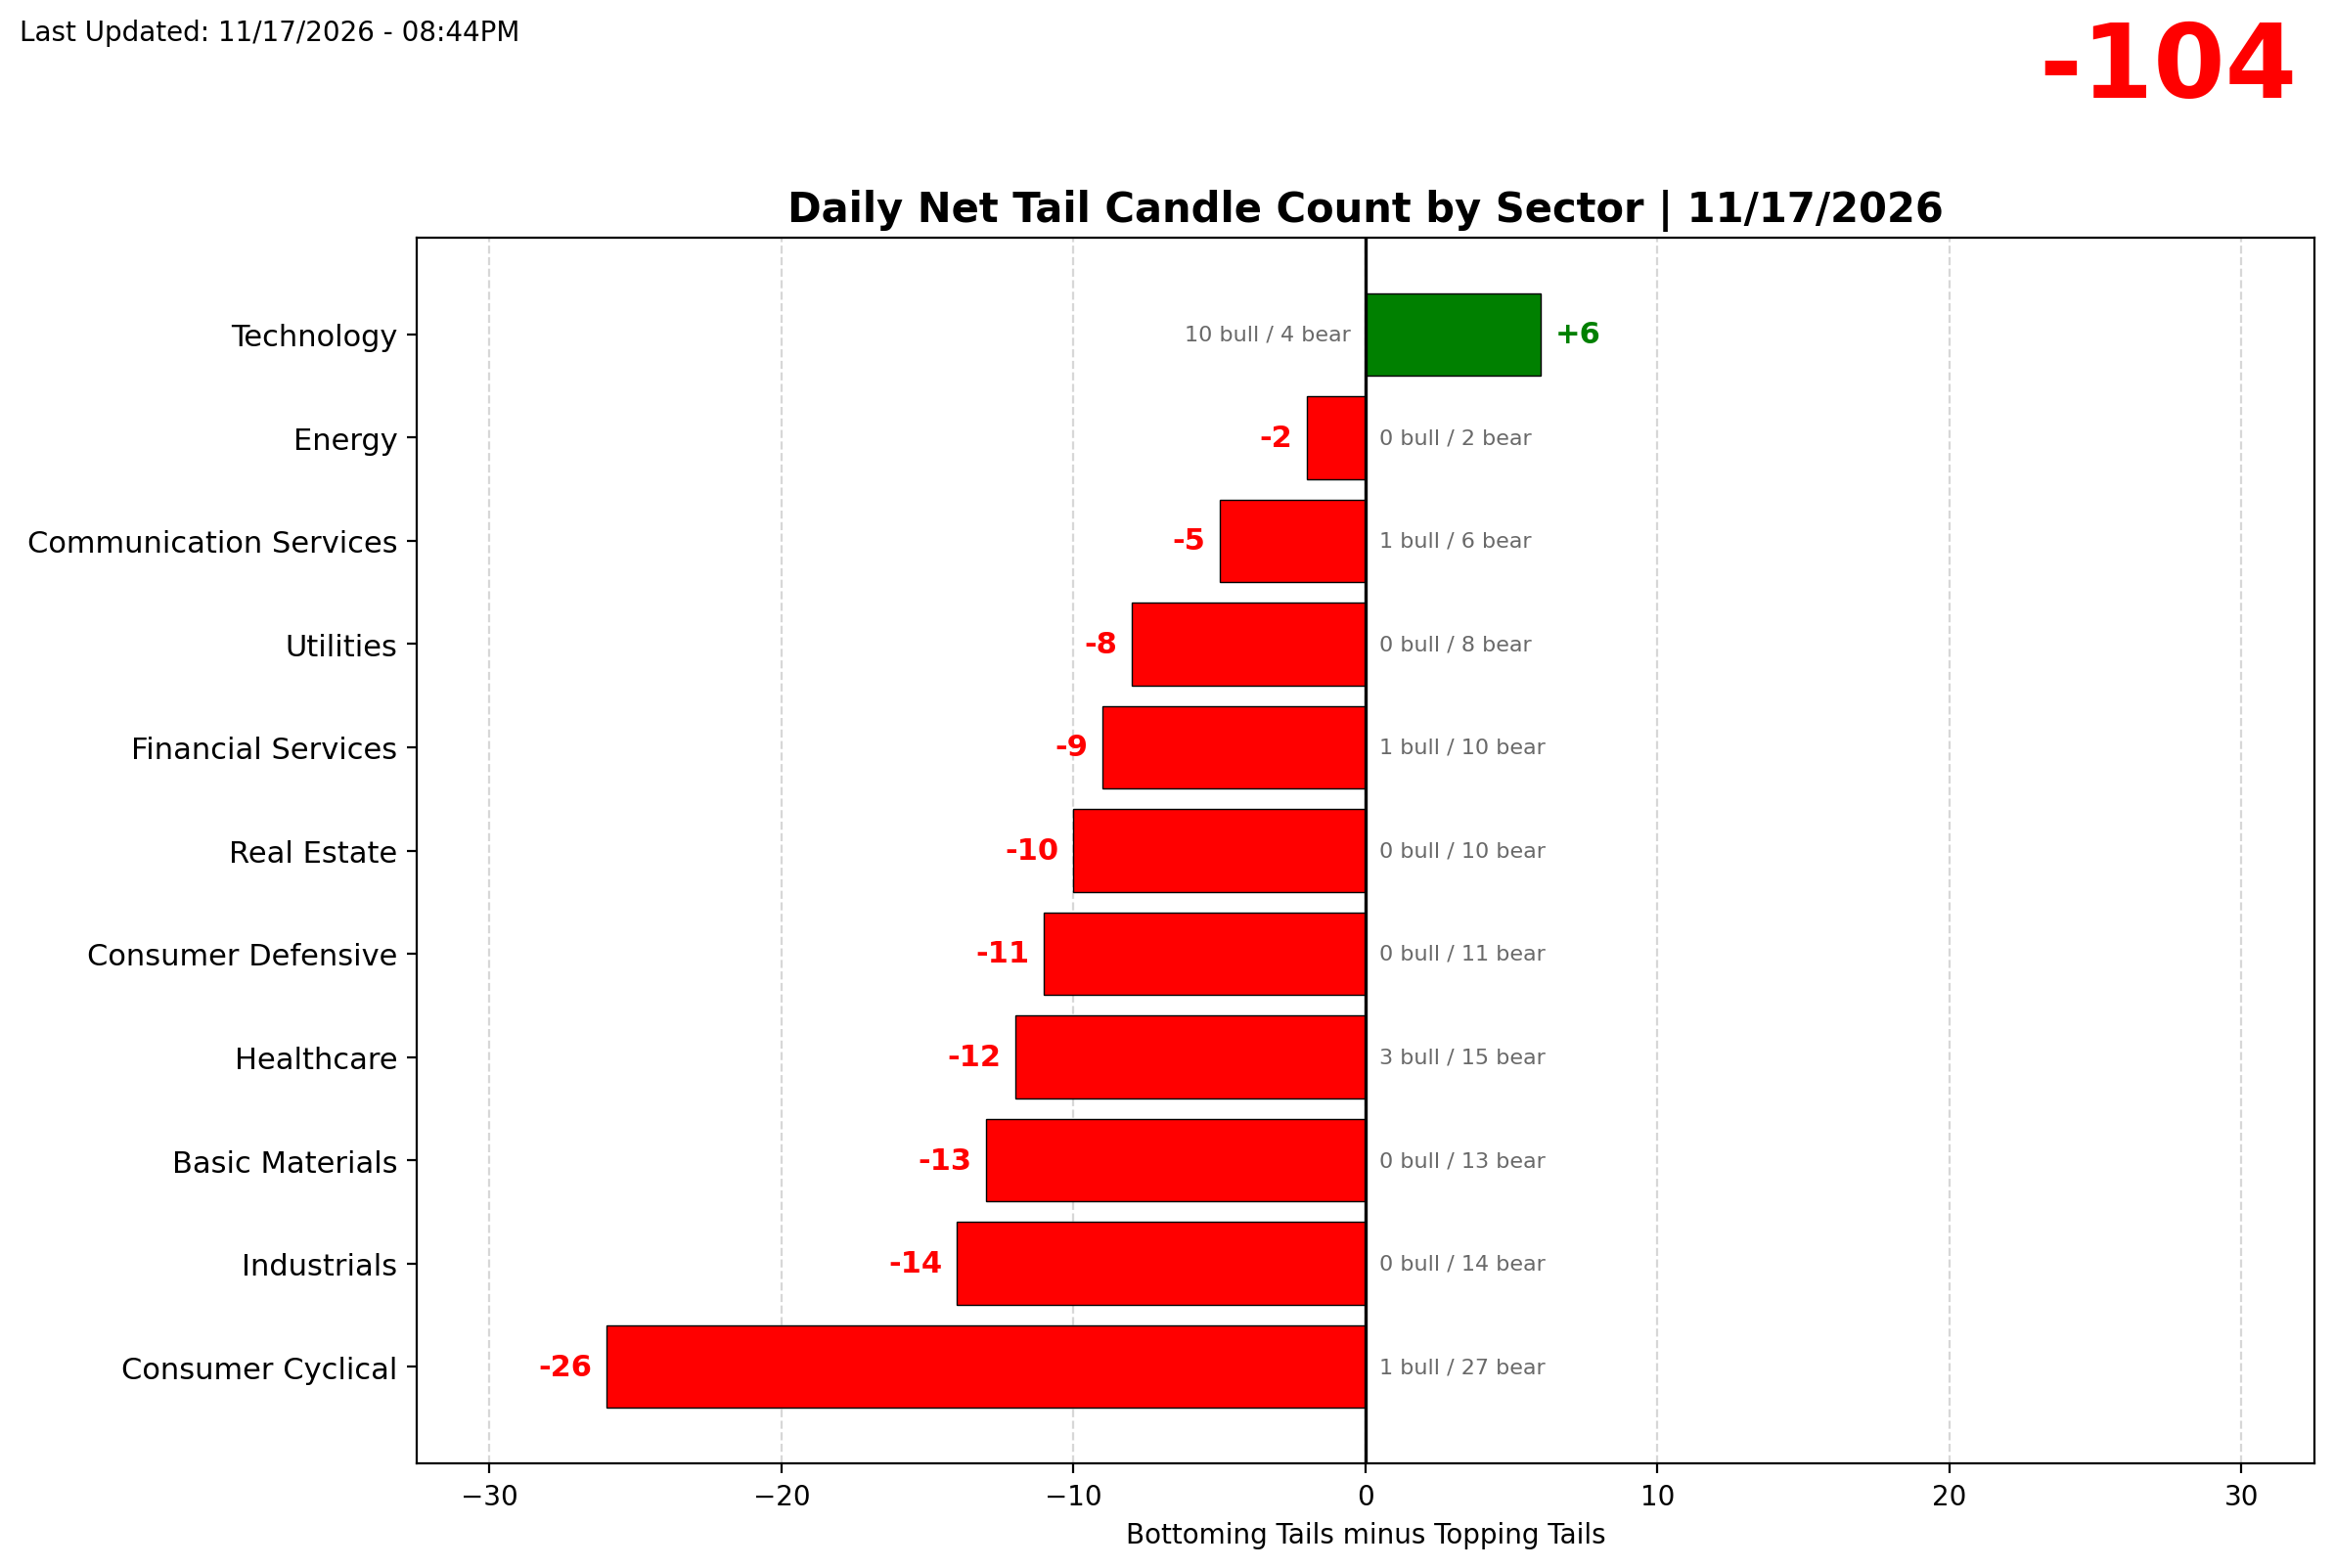 Last Updated: 11/17/2026 - 08:44PM
-104
Daily Net Tail Candle Count by Sector | 11/17/2026
Technology 10 bull / 4 bear +6
Energy -2 0 bull / 2 bear
Communication Services -5 1 bull / 6 bear
Utilities -8 0 bull / 8 bear
Financial Services -9 1 bull / 10 bear
Real Estate -10 0 bull / 10 bear
Consumer Defensive -11 0 bull / 11 bear
Healthcare -12 3 bull / 15 bear
Basic Materials -13 0 bull / 13 bear
Industrials -14 0 bull / 14 bear
Consumer Cyclical -26 1 bull / 27 bear
−30 −20 −10 0 10 20 30
Bottoming Tails minus Topping Tails